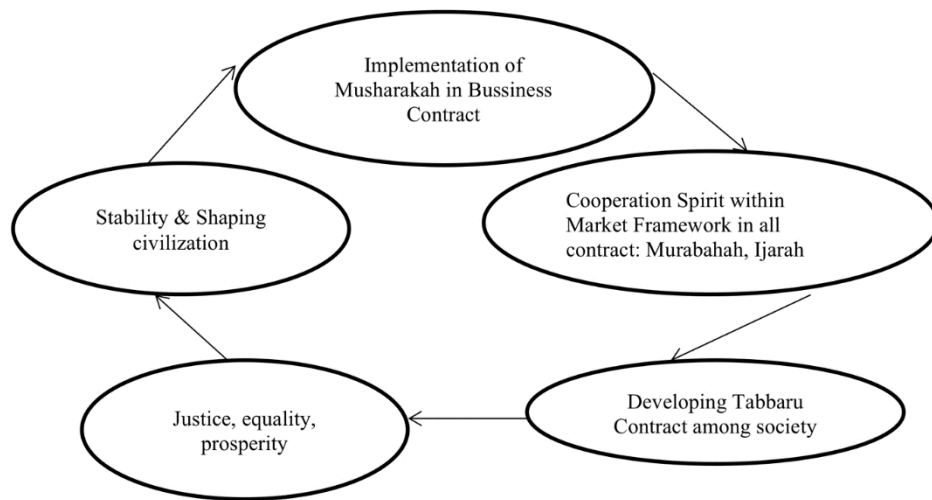 Implementation of
Musharakah in Bussiness
Contract
Cooperation Spirit within
Market Framework in all
contract: Murabahah, Ijarah
Developing Tabbaru
Contract among society
Justice, equality,
prosperity
Stability & Shaping
civilization